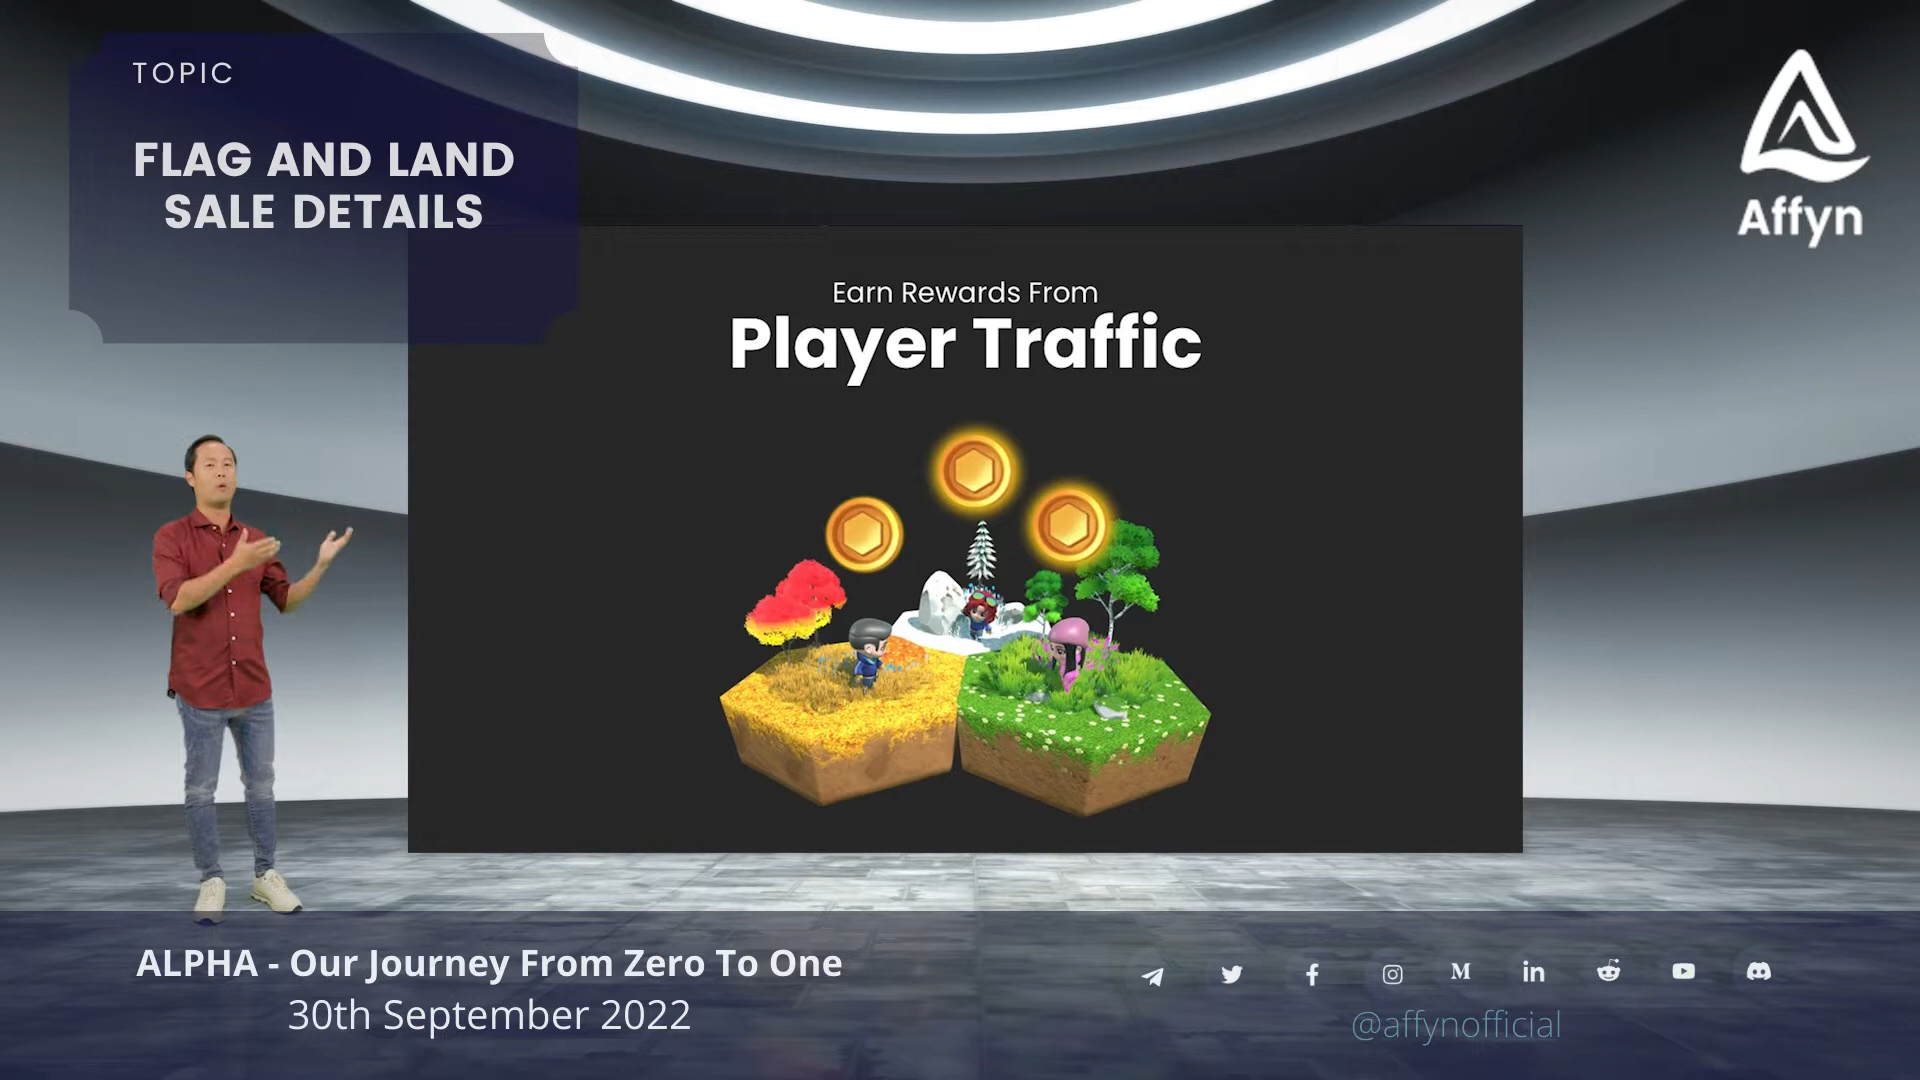 TOPIC
FLAG AND LAND
SALE DETAILS
Affyn
Earn Rewards From
Player Traffic
ALPHA - Our Journey From Zero To One
30th September 2022
@affynofficial